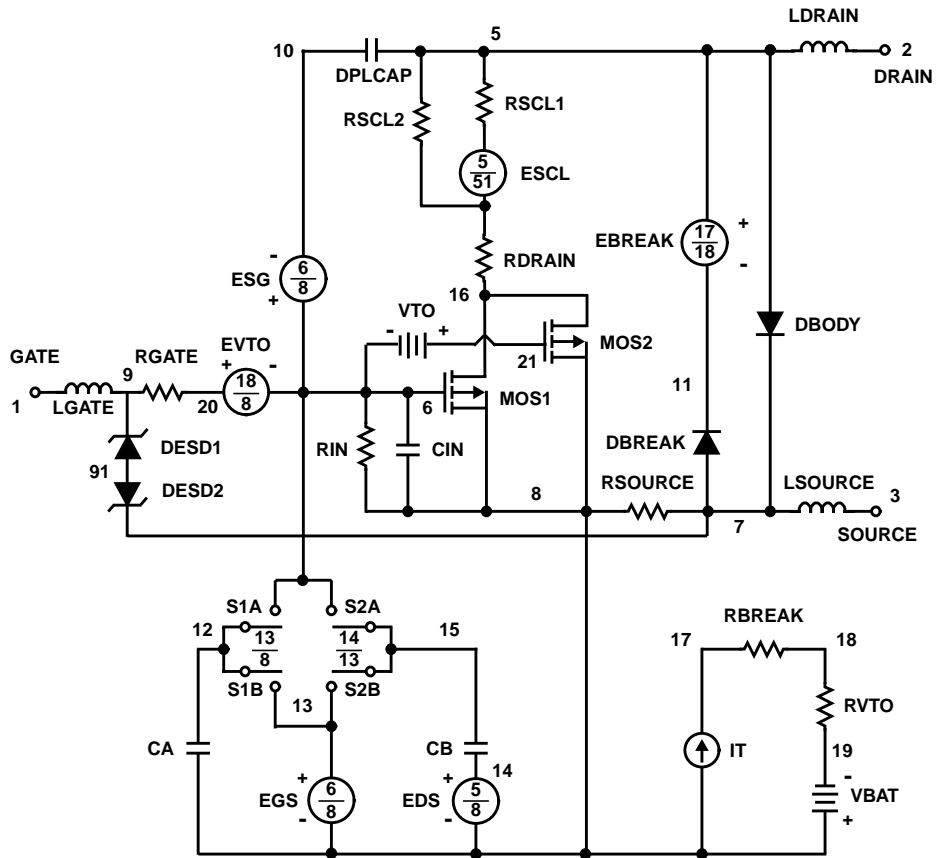 LDRAIN
10
5
2
DRAIN
DPLCAP
RSCL1
RSCL2
5
51
ESCL
+
17
18
EBREAK
-
-
6
8
ESG
+
RDRAIN
16
VTO
-
+
DBODY
MOS2
EVTO
21
GATE
RGATE
+
-
9
18
8
11
MOS1
1
LGATE
20
6
DESD1
DBREAK
RIN
CIN
91
RSOURCE
LSOURCE
DESD2
8
3
7
SOURCE
S1A
S2A
RBREAK
12
13
8
14
13
15
17
18
S1B
S2B
13
RVTO
CA
CB
IT
19
14
-
+
6
8
EGS
-
+
5
8
EDS
-
VBAT
+